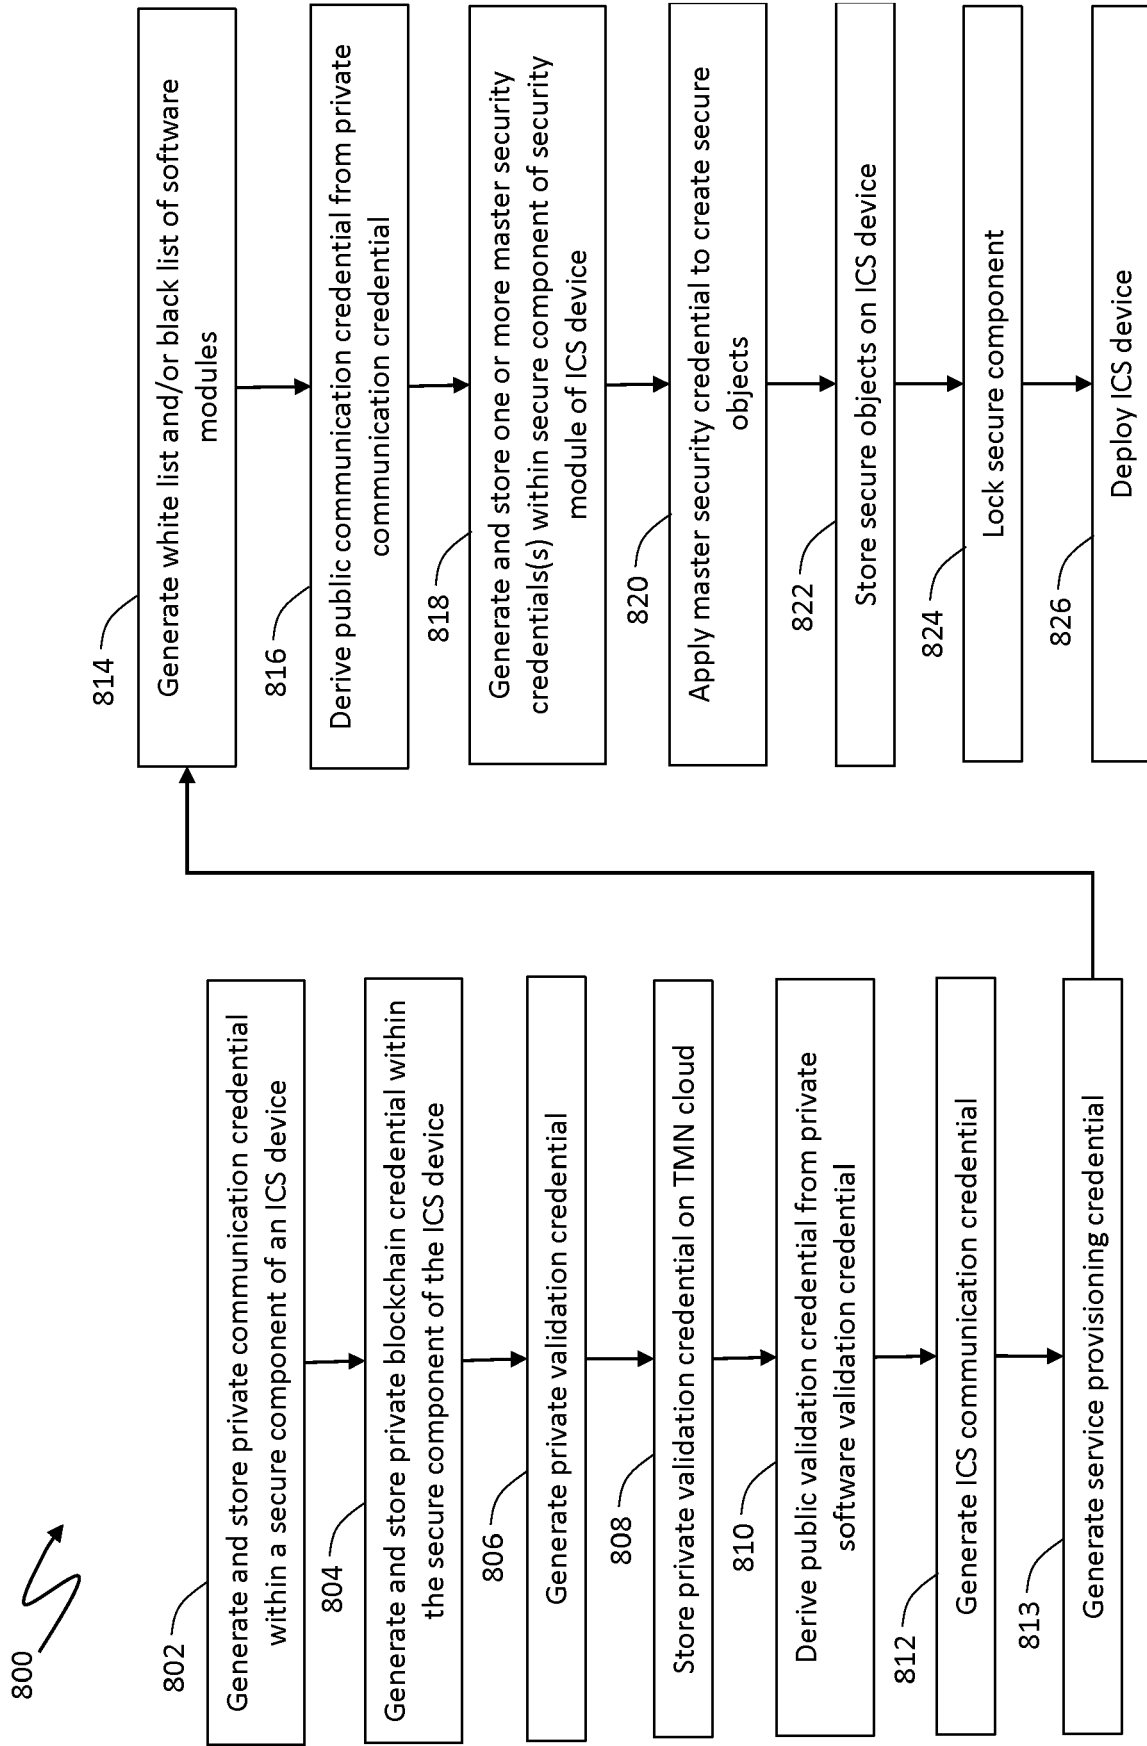 800
802
Generate and store private communication credential
within a secure component of an ICS device
804
Generate and store private blockchain credential within
the secure component of the ICS device
806
Generate private validation credential
808
Store private validation credential on TMN cloud
810
Derive public validation credential from private
software validation credential
812
Generate ICS communication credential
813
Generate service provisioning credential
814
Generate white list and/or black list of software
modules
816
Derive public communication credential from private
communication credential
818
Generate and store one or more master security
credentials(s) within secure component of security
module of ICS device
820
Apply master security credential to create secure
objects
822
Store secure objects on ICS device
824
Lock secure component
826
Deploy ICS device